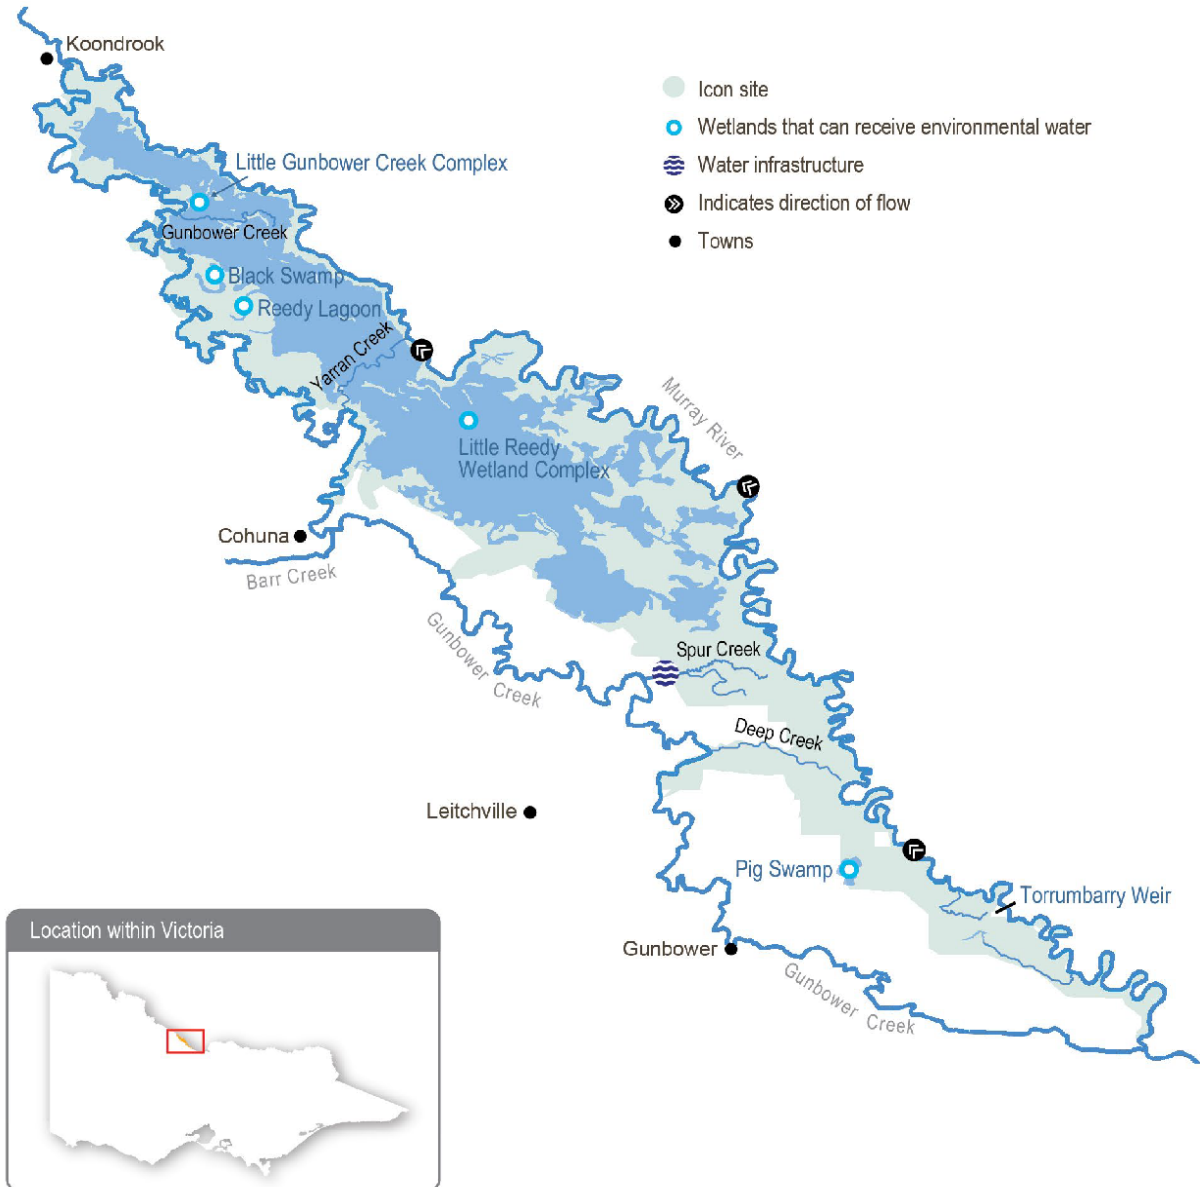 Koondrook
Icon site
Wetlands that can receive environmental water
Little Gunbower Creek Complex
Water infrastructure
Indicates direction of flow
Gunbower Creek
Towns
Black Swamp
Reedy Lagoon
Yarran Creek
Murray River
Little Reedy
Wetland Complex
Cohuna
Barr Creek
Gunbower Creek
Spur Creek
Deep Creek
Leitchville
Pig Swamp
Torrumbarry Weir
Location within Victoria
Gunbower
Gunbower Creek